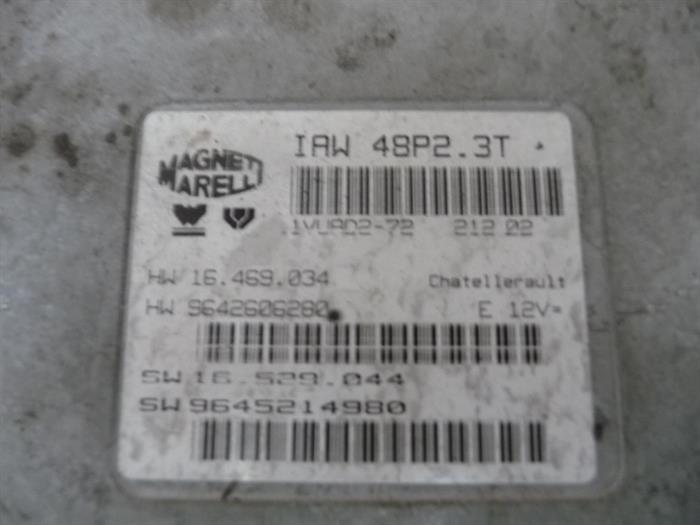 MAGNETI MARELLI
IAW 48P2.3T
1VUAD2-72 212 02
HW 16.469.034 Chatellerault
HW 9642606280 E 12V=
SW 16.529.044
SW 9645214980